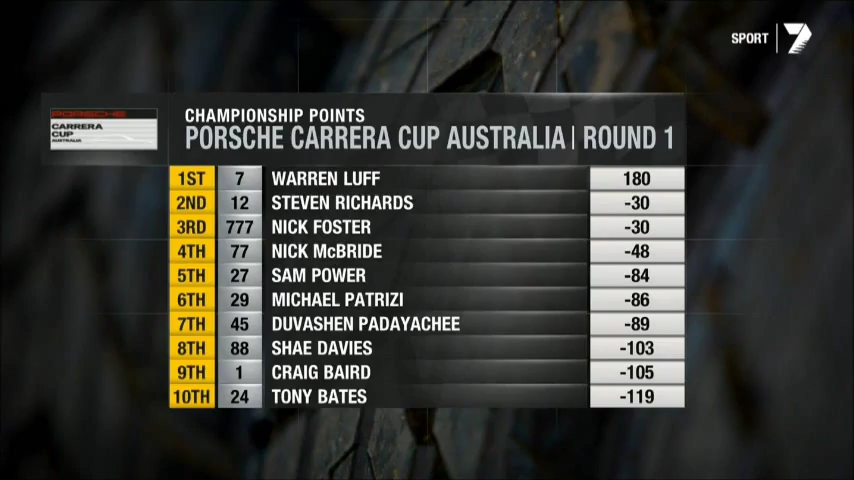 SPORT 7
PORSCHE
CARRERA
CUP
AUSTRALIA
CHAMPIONSHIP POINTS
PORSCHE CARRERA CUP AUSTRALIA | ROUND 1
1ST 7 WARREN LUFF 180
2ND 12 STEVEN RICHARDS -30
3RD 777 NICK FOSTER -30
4TH 77 NICK McBRIDE -48
5TH 27 SAM POWER -84
6TH 29 MICHAEL PATRIZI -86
7TH 45 DUVASHEN PADAYACHEE -89
8TH 88 SHAE DAVIES -103
9TH 1 CRAIG BAIRD -105
10TH 24 TONY BATES -119